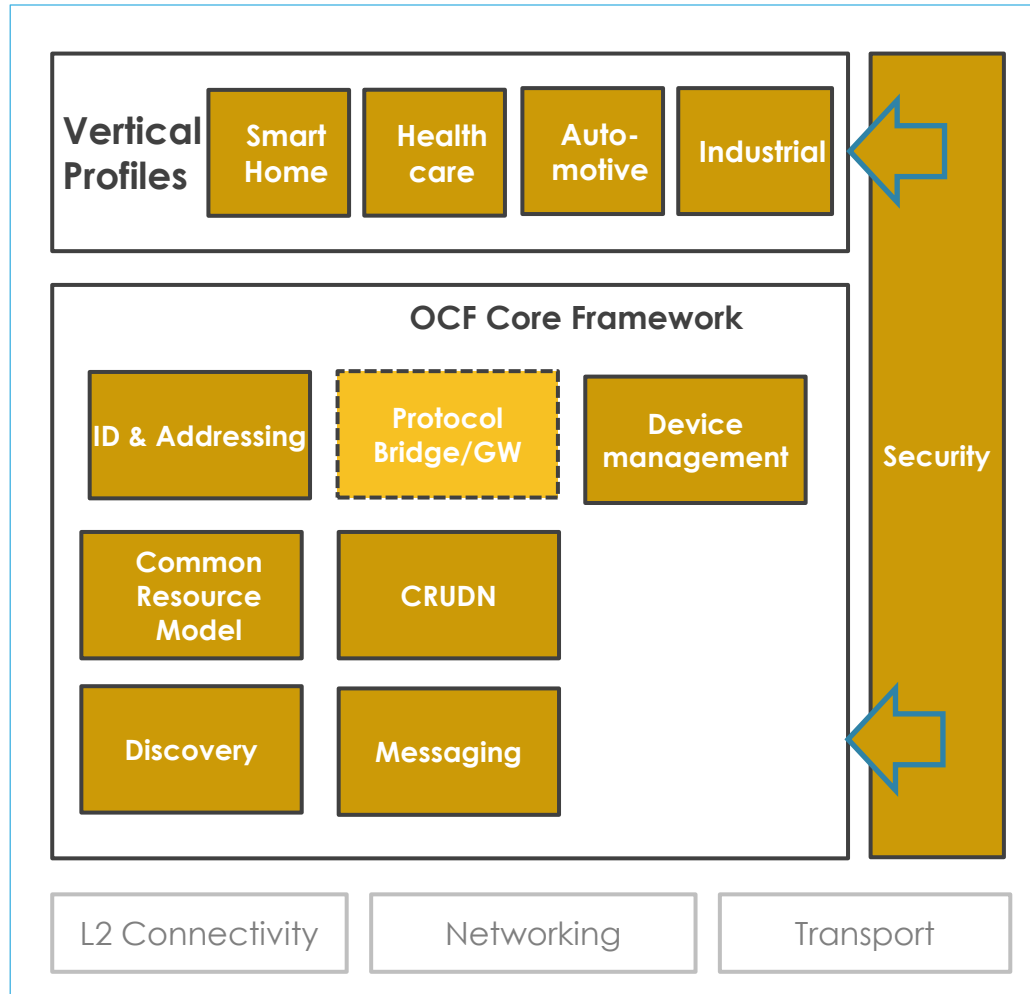 Vertical
Profiles
Smart
Home
Health
care
Auto-
motive
Industrial
OCF Core Framework
ID & Addressing
Protocol
Bridge/GW
Device
management
Security
Common
Resource
Model
CRUDN
Discovery
Messaging
L2 Connectivity
Networking
Transport